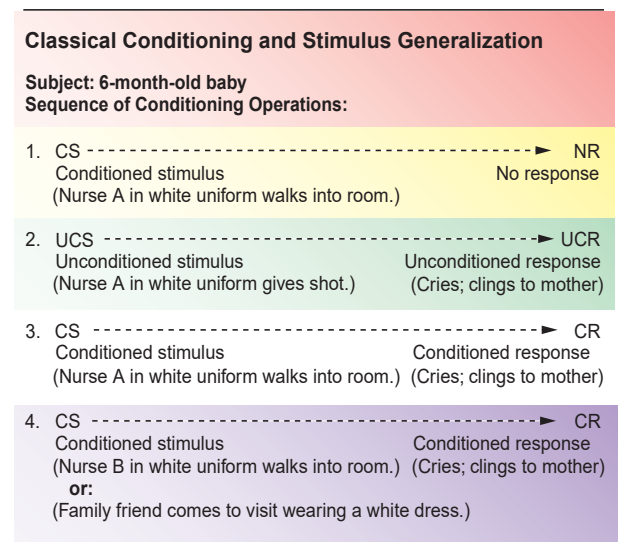 Classical Conditioning and Stimulus Generalization
Subject: 6-month-old baby
Sequence of Conditioning Operations:
1. CS NR
Conditioned stimulus No response
(Nurse A in white uniform walks into room.)
2. UCS UCR
Unconditioned stimulus Unconditioned response
(Nurse A in white uniform gives shot.) (Cries; clings to mother)
3. CS CR
Conditioned stimulus Conditioned response
(Nurse A in white uniform walks into room.) (Cries; clings to mother)
4. CS CR
Conditioned stimulus Conditioned response
(Nurse B in white uniform walks into room.) (Cries; clings to mother)
or:
(Family friend comes to visit wearing a white dress.)